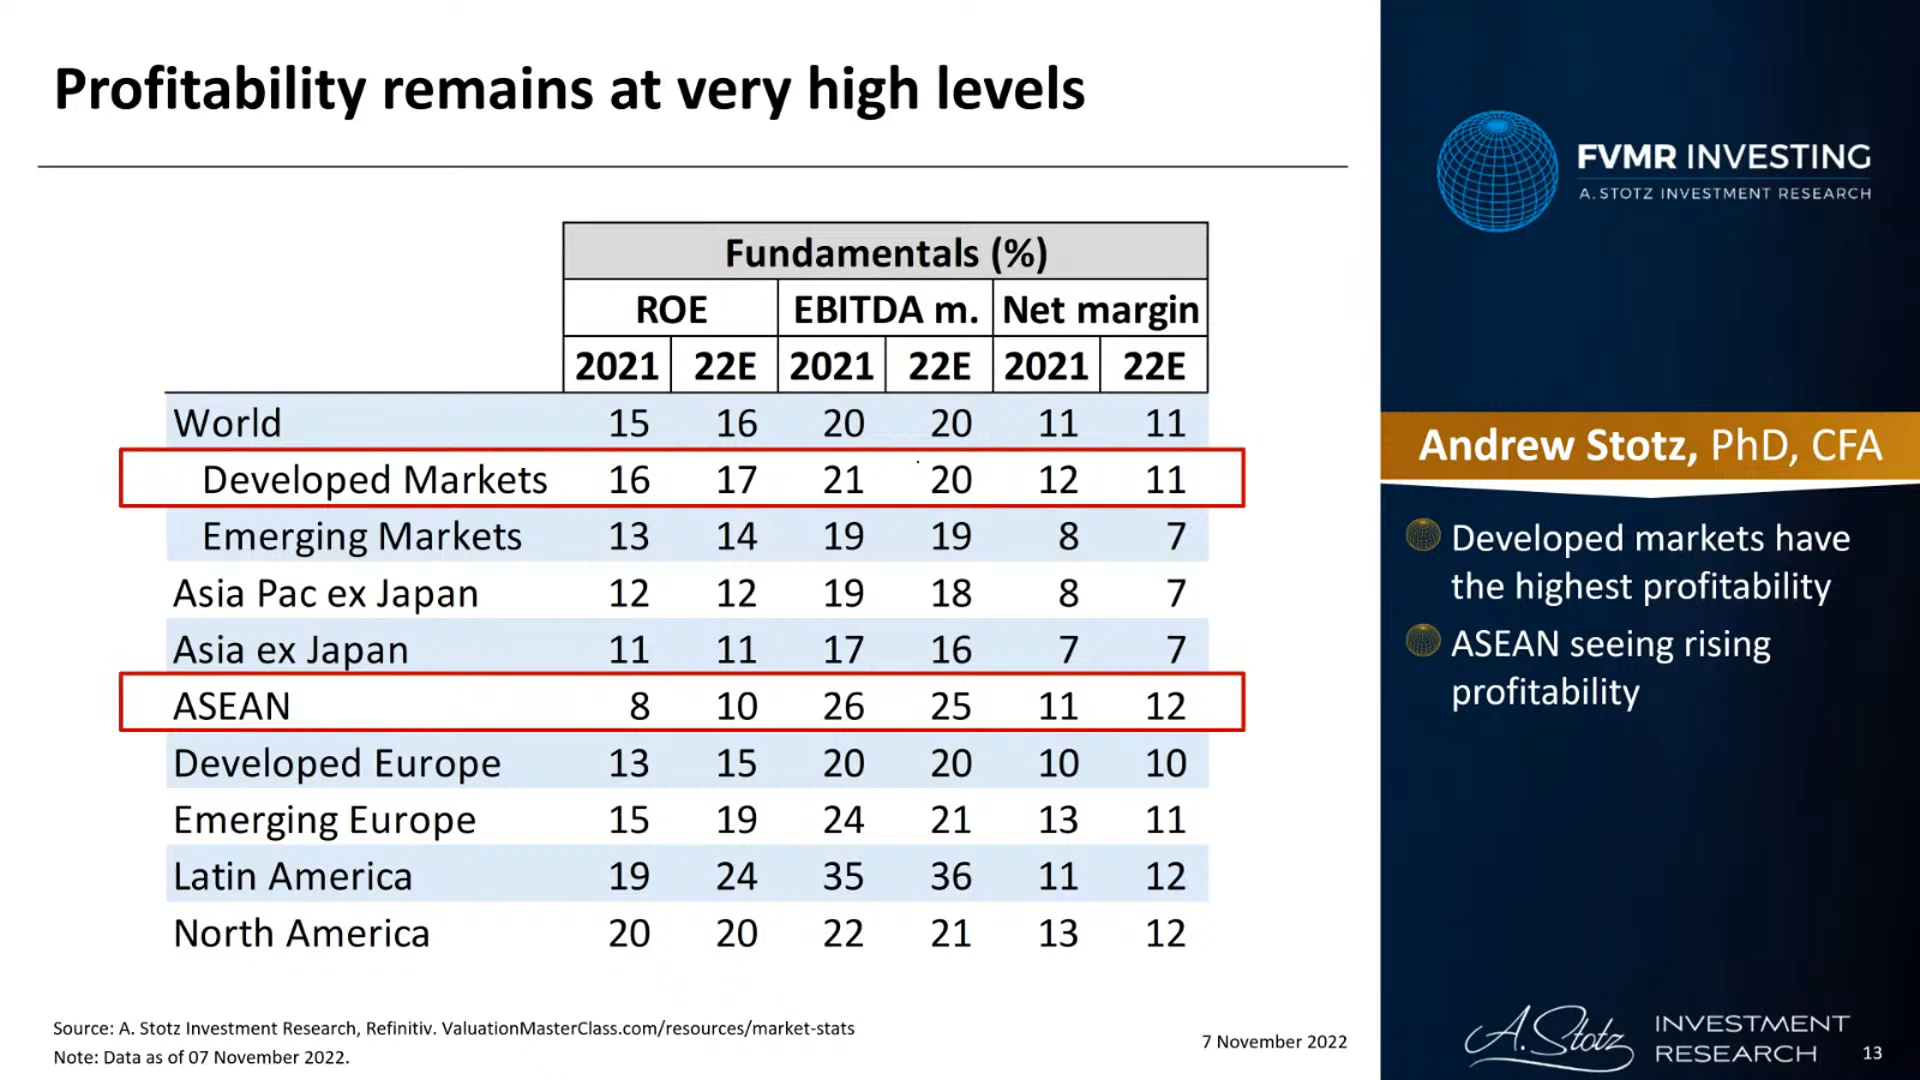 Profitability remains at very high levels
Fundamentals (%)
ROE EBITDA m. Net margin
2021 22E 2021 22E 2021 22E
World 15 16 20 20 11 11
Developed Markets 16 17 21 20 12 11
Emerging Markets 13 14 19 19 8 7
Asia Pac ex Japan 12 12 19 18 8 7
Asia ex Japan 11 11 17 16 7 7
ASEAN 8 10 26 25 11 12
Developed Europe 13 15 20 20 10 10
Emerging Europe 15 19 24 21 13 11
Latin America 19 24 35 36 11 12
North America 20 20 22 21 13 12
Source: A. Stotz Investment Research, Refinitiv. ValuationMasterClass.com/resources/market-stats
Note: Data as of 07 November 2022.
7 November 2022
FVMR INVESTING
A. STOTZ INVESTMENT RESEARCH
Andrew Stotz, PhD, CFA
Developed markets have
the highest profitability
ASEAN seeing rising
profitability
A. Stotz
INVESTMENT
RESEARCH
13